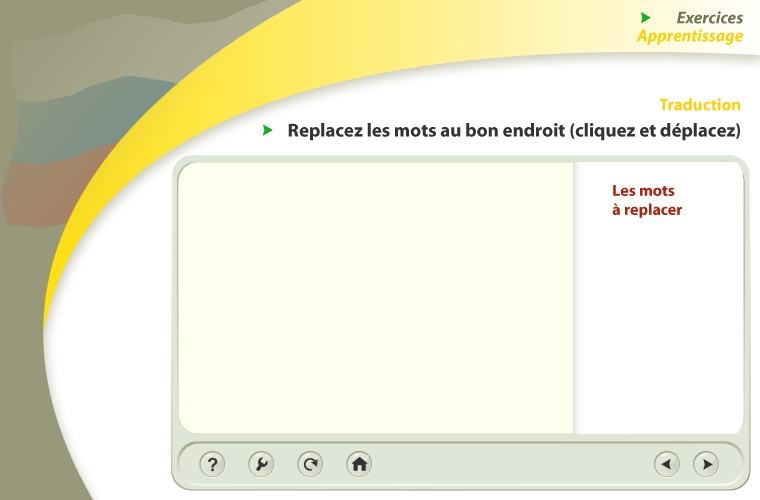 Exercices
Apprentissage
Traduction
Replacez les mots au bon endroit (cliquez et déplacez)
Les mots
à replacer
?